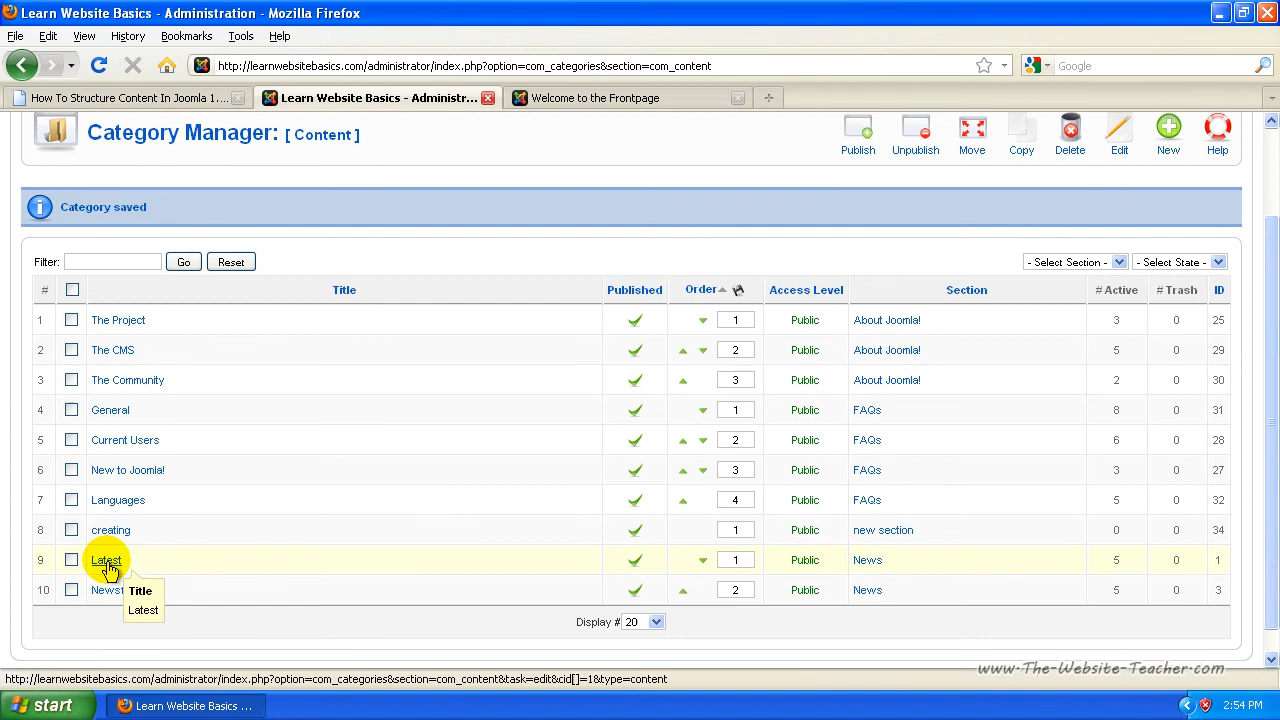 Learn Website Basics - Administration - Mozilla Firefox
File Edit View History Bookmarks Tools Help
http://learnwebsitebasics.com/administrator/index.php?option=com_categories&section=com_content
Google
How To Structure Content In Joomla 1....
Learn Website Basics - Administr...
Welcome to the Frontpage
Category Manager: [ Content ]
Publish Unpublish Move Copy Delete Edit New Help
Category saved
Filter: Go Reset - Select Section - - Select State -
# Title Published Order Access Level Section # Active # Trash ID
1 The Project 1 Public About Joomla! 3 0 25
2 The CMS 2 Public About Joomla! 5 0 29
3 The Community 3 Public About Joomla! 2 0 30
4 General 1 Public FAQs 8 0 31
5 Current Users 2 Public FAQs 6 0 28
6 New to Joomla! 3 Public FAQs 3 0 27
7 Languages 4 Public FAQs 5 0 32
8 creating 1 Public new section 0 0 34
9 Latest 1 Public News 5 0 1
10 2 Public News 5 0 3
Title
Latest
Display # 20
www.The-Website-Teacher.com
http://learnwebsitebasics.com/administrator/index.php?option=com_categories&section=com_content&task=edit&cid[]=1&type=content
start
Learn Website Basics ...
2:54 PM